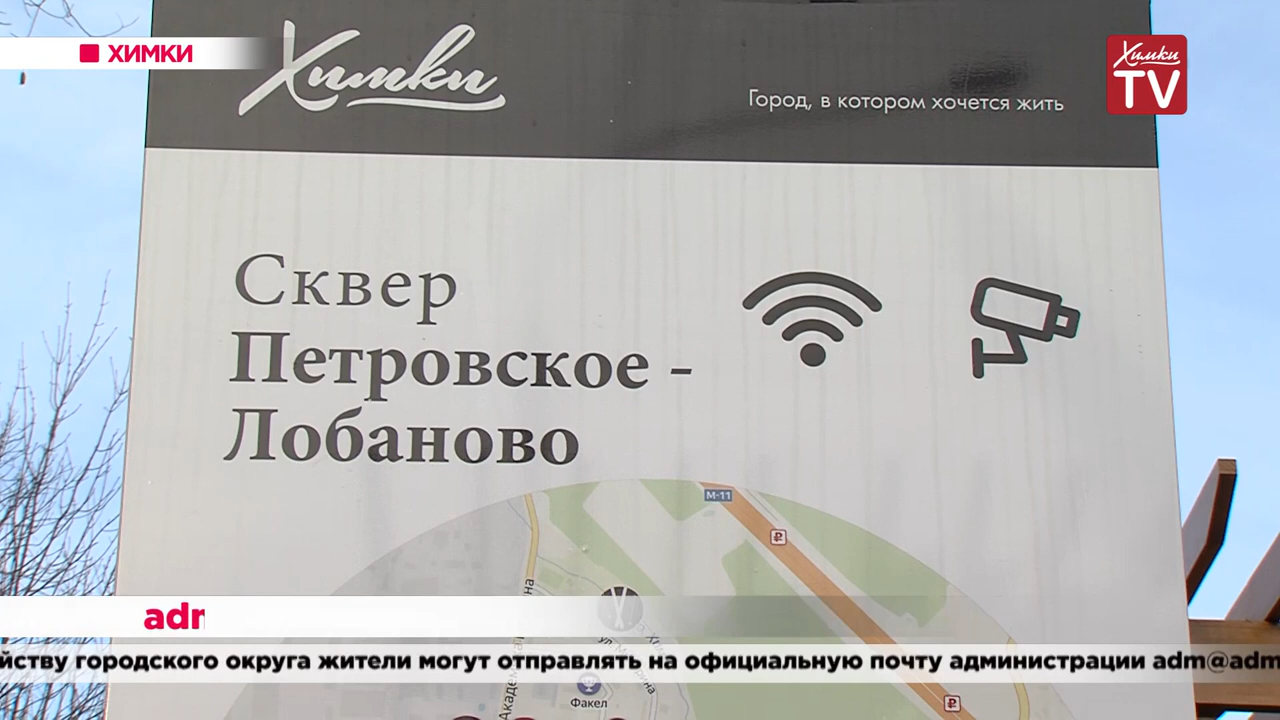 ХИМКИ
Химки
Город, в котором хочется жить
Химки
TV
Сквер
Петровское -
Лобаново
М-11
₽
Факел
₽
adm
йству городского округа жители могут отправлять на официальную почту администрации adm@adm